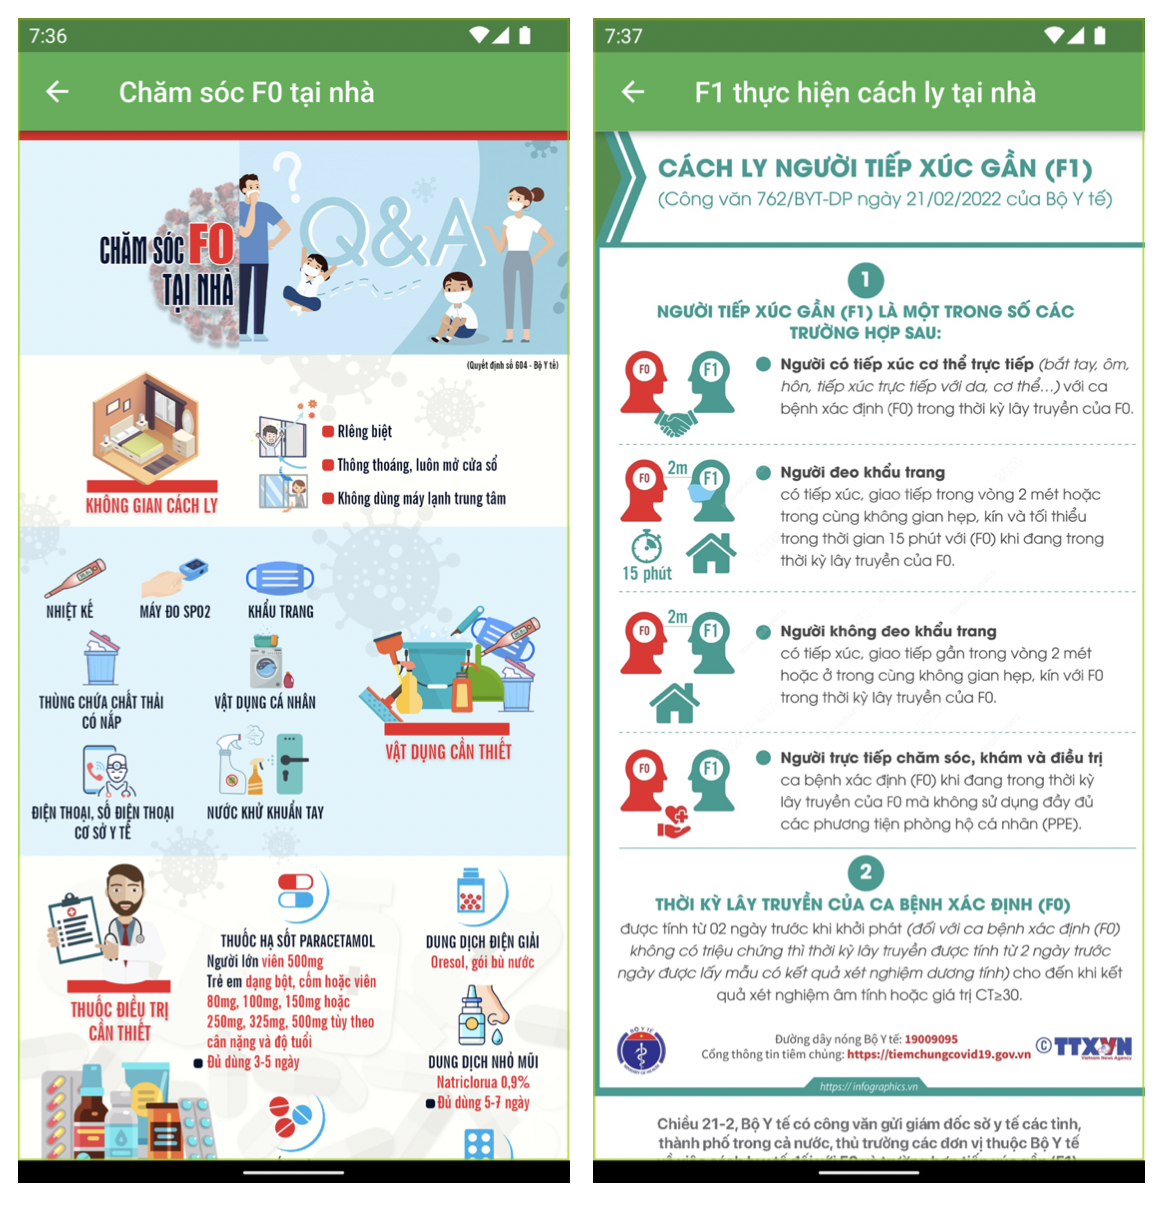 7:36
Chăm sóc F0 tại nhà
Q&A
CHĂM SÓC F0
TẠI NHÀ
(Quyết định số 604 - Bộ Y tế)
KHÔNG GIAN CÁCH LY
RIêng biệt
Thông thoáng, luôn mở cửa sổ
Không dùng máy lạnh trung tâm
NHIỆT KẾ
MÁY ĐO SPO2
KHẨU TRANG
THÙNG CHỨA CHẤT THẢI
CÓ NẮP
VẬT DỤNG CÁ NHÂN
ĐIỆN THOẠI, SỐ ĐIỆN THOẠI
CƠ SỞ Y TẾ
NƯỚC KHỬ KHUẨN TAY
VẬT DỤNG CẦN THIẾT
THUỐC ĐIỀU TRỊ
CẦN THIẾT
THUỐC HẠ SỐT PARACETAMOL
Người lớn viên 500mg
Trẻ em dạng bột, cốm hoặc viên
80mg, 100mg, 150mg hoặc
250mg, 325mg, 500mg tùy theo
cân nặng và độ tuổi
Đủ dùng 3-5 ngày
DUNG DỊCH ĐIỆN GIẢI
Oresol, gói bù nước
DUNG DỊCH NHỎ MŨI
Natriclorua 0,9%
Đủ dùng 5-7 ngày
7:37
F1 thực hiện cách ly tại nhà
CÁCH LY NGƯỜI TIẾP XÚC GẦN (F1)
(Công văn 762/BYT-DP ngày 21/02/2022 của Bộ Y tế)
1
NGƯỜI TIẾP XÚC GẦN (F1) LÀ MỘT TRONG SỐ CÁC
TRƯỜNG HỢP SAU:
F0 F1
Người có tiếp xúc cơ thể trực tiếp (bắt tay, ôm,
hôn, tiếp xúc trực tiếp với da, cơ thể...) với ca
bệnh xác định (F0) trong thời kỳ lây truyền của F0.
F0 2m F1
15 phút
Người đeo khẩu trang
có tiếp xúc, giao tiếp trong vòng 2 mét hoặc
trong cùng không gian hẹp, kín và tối thiểu
trong thời gian 15 phút với (F0) khi đang trong
thời kỳ lây truyền của F0.
F0 2m F1
Người không đeo khẩu trang
có tiếp xúc, giao tiếp gần trong vòng 2 mét
hoặc ở trong cùng không gian hẹp, kín với F0
trong thời kỳ lây truyền của F0.
F0 F1
Người trực tiếp chăm sóc, khám và điều trị
ca bệnh xác định (F0) khi đang trong thời kỳ
lây truyền của F0 mà không sử dụng đầy đủ
các phương tiện phòng hộ cá nhân (PPE).
2
THỜI KỲ LÂY TRUYỀN CỦA CA BỆNH XÁC ĐỊNH (F0)
được tính từ 02 ngày trước khi khởi phát (đối với ca bệnh xác định (F0)
không có triệu chứng thì thời kỳ lây truyền được tính từ 2 ngày trước
ngày được lấy mẫu có kết quả xét nghiệm dương tính) cho đến khi kết
quả xét nghiệm âm tính hoặc giá trị CT≥30.
BỘ Y TẾ
MINISTRY OF HEALTH
Đường dây nóng Bộ Y tế: 19009095
Cổng thông tin tiêm chủng: https://tiemchungcovid19.gov.vn
© TTXVN
Vietnam News Agency
https://infographics.vn
Chiều 21-2, Bộ Y tế có công văn gửi giám đốc sở y tế các tỉnh,
thành phố trong cả nước, thủ trưởng các đơn vị thuộc Bộ Y tế